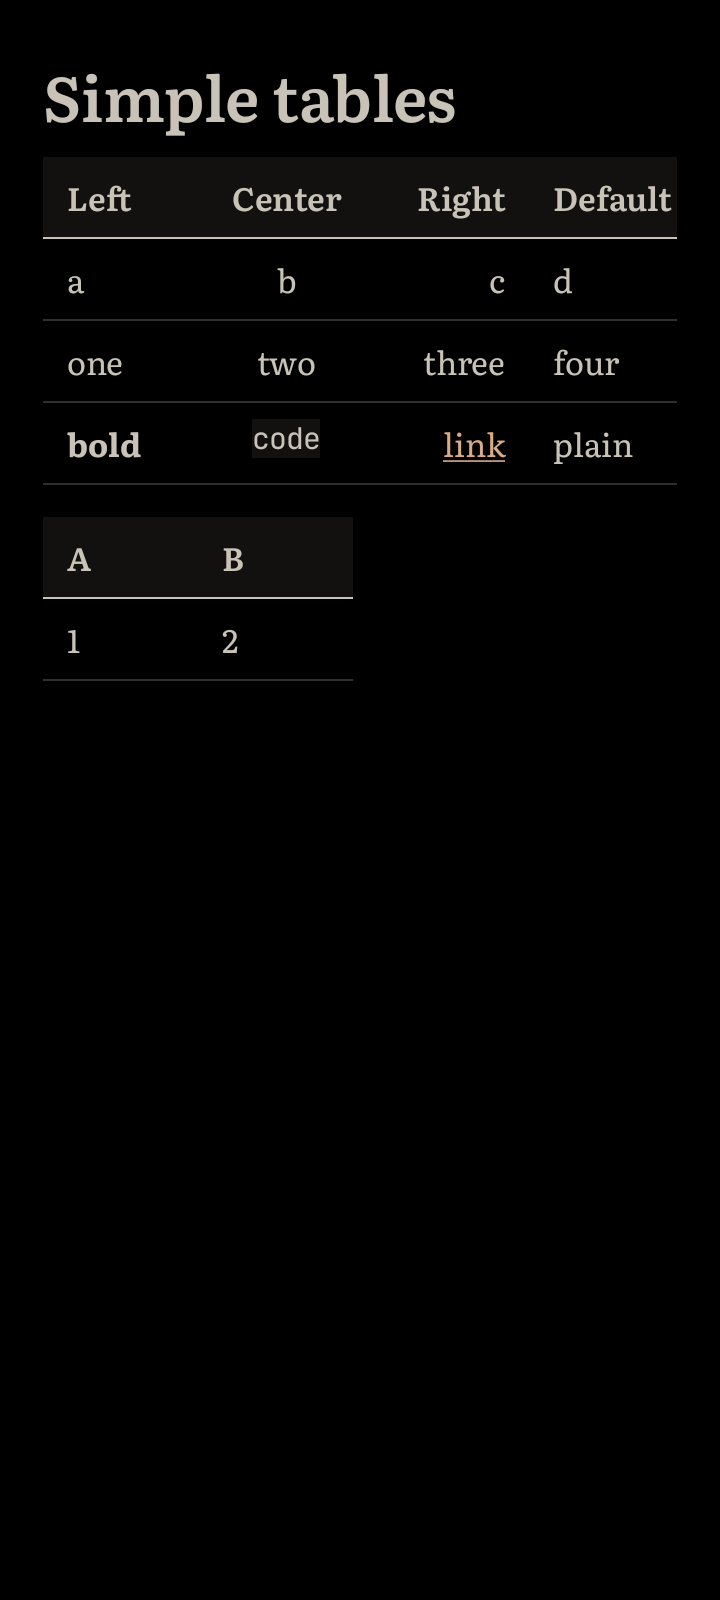 Simple tables
Left Center Right Default
a b c d
one two three four
bold code link plain
A B
1 2